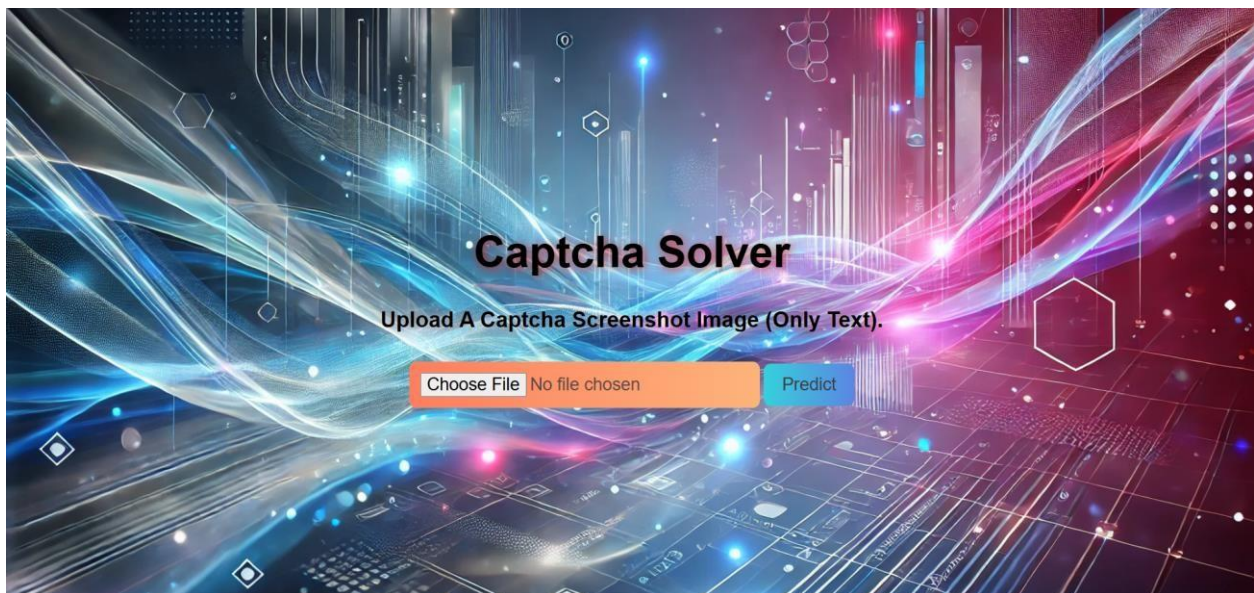 Captcha Solver
Upload A Captcha Screenshot Image (Only Text).
Choose File No file chosen Predict